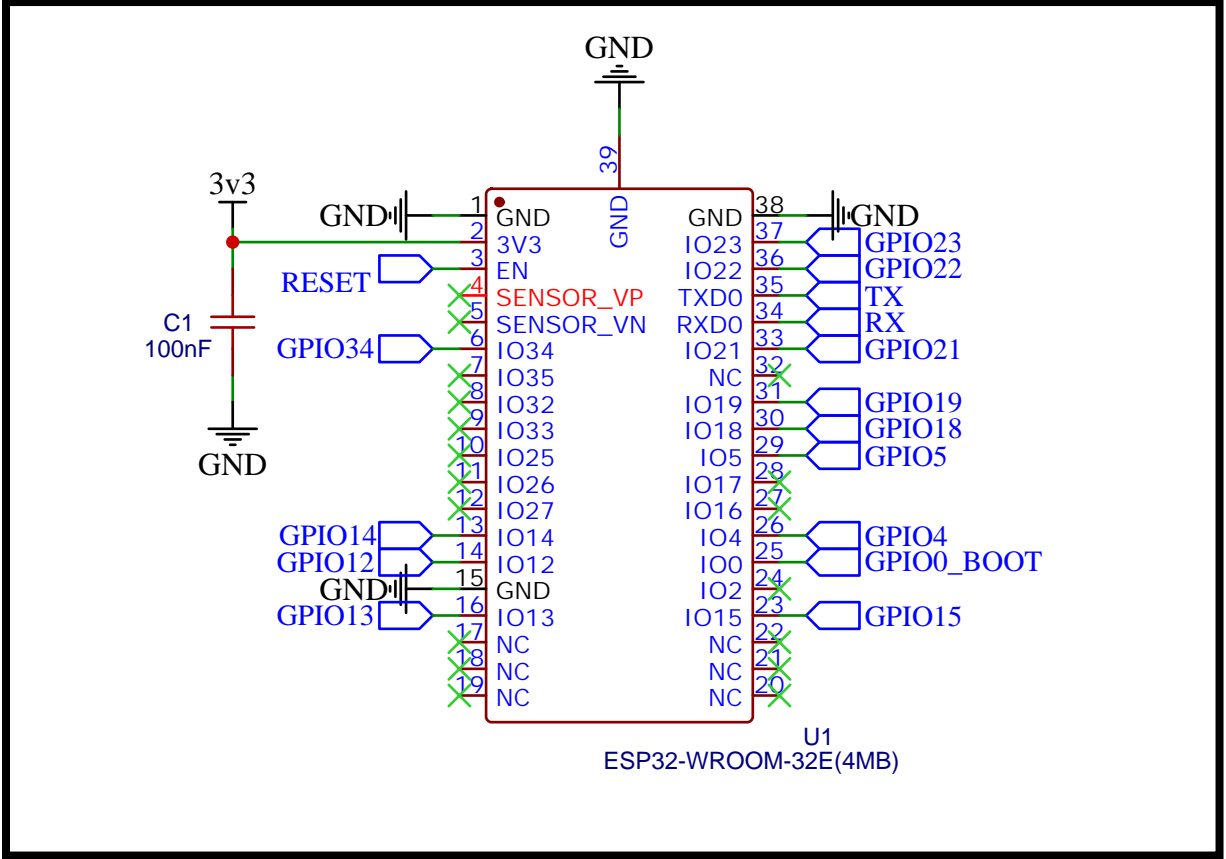 GND
39
GND
3v3
C1
100nF
GND
GND
1
GND
2
3V3
RESET
3
EN
4
SENSOR_VP
5
SENSOR_VN
GPIO34
6
IO34
7
IO35
8
IO32
9
IO33
10
IO25
11
IO26
12
IO27
GPIO14
13
IO14
GPIO12
14
IO12
GND
15
GND
GPIO13
16
IO13
17
NC
18
NC
19
NC
GND
38
GND
IO23
37
GPIO23
IO22
36
GPIO22
TXD0
35
TX
RXD0
34
RX
IO21
33
GPIO21
NC
32
IO19
31
GPIO19
IO18
30
GPIO18
IO5
29
GPIO5
IO17
28
IO16
27
IO4
26
GPIO4
IO0
25
GPIO0_BOOT
IO2
24
IO15
23
GPIO15
NC
22
NC
21
NC
20
U1
ESP32-WROOM-32E(4MB)